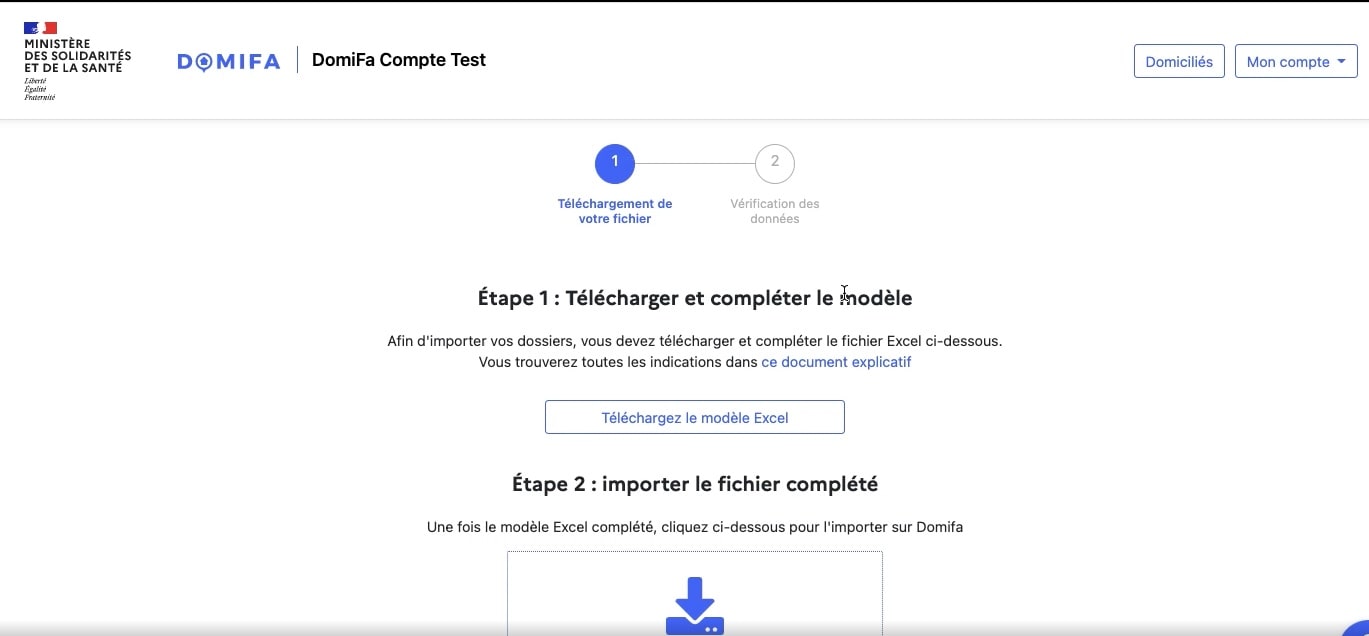 MINISTÈRE
DES SOLIDARITÉS
ET DE LA SANTÉ
Liberté
Égalité
Fraternité
DOMIFA
DomiFa Compte Test
Domiciliés
Mon compte
1
2
Téléchargement de
votre fichier
Vérification des
données
Étape 1 : Télécharger et compléter le modèle
Afin d'importer vos dossiers, vous devez télécharger et compléter le fichier Excel ci-dessous.
Vous trouverez toutes les indications dans ce document explicatif
Téléchargez le modèle Excel
Étape 2 : importer le fichier complété
Une fois le modèle Excel complété, cliquez ci-dessous pour l'importer sur Domifa